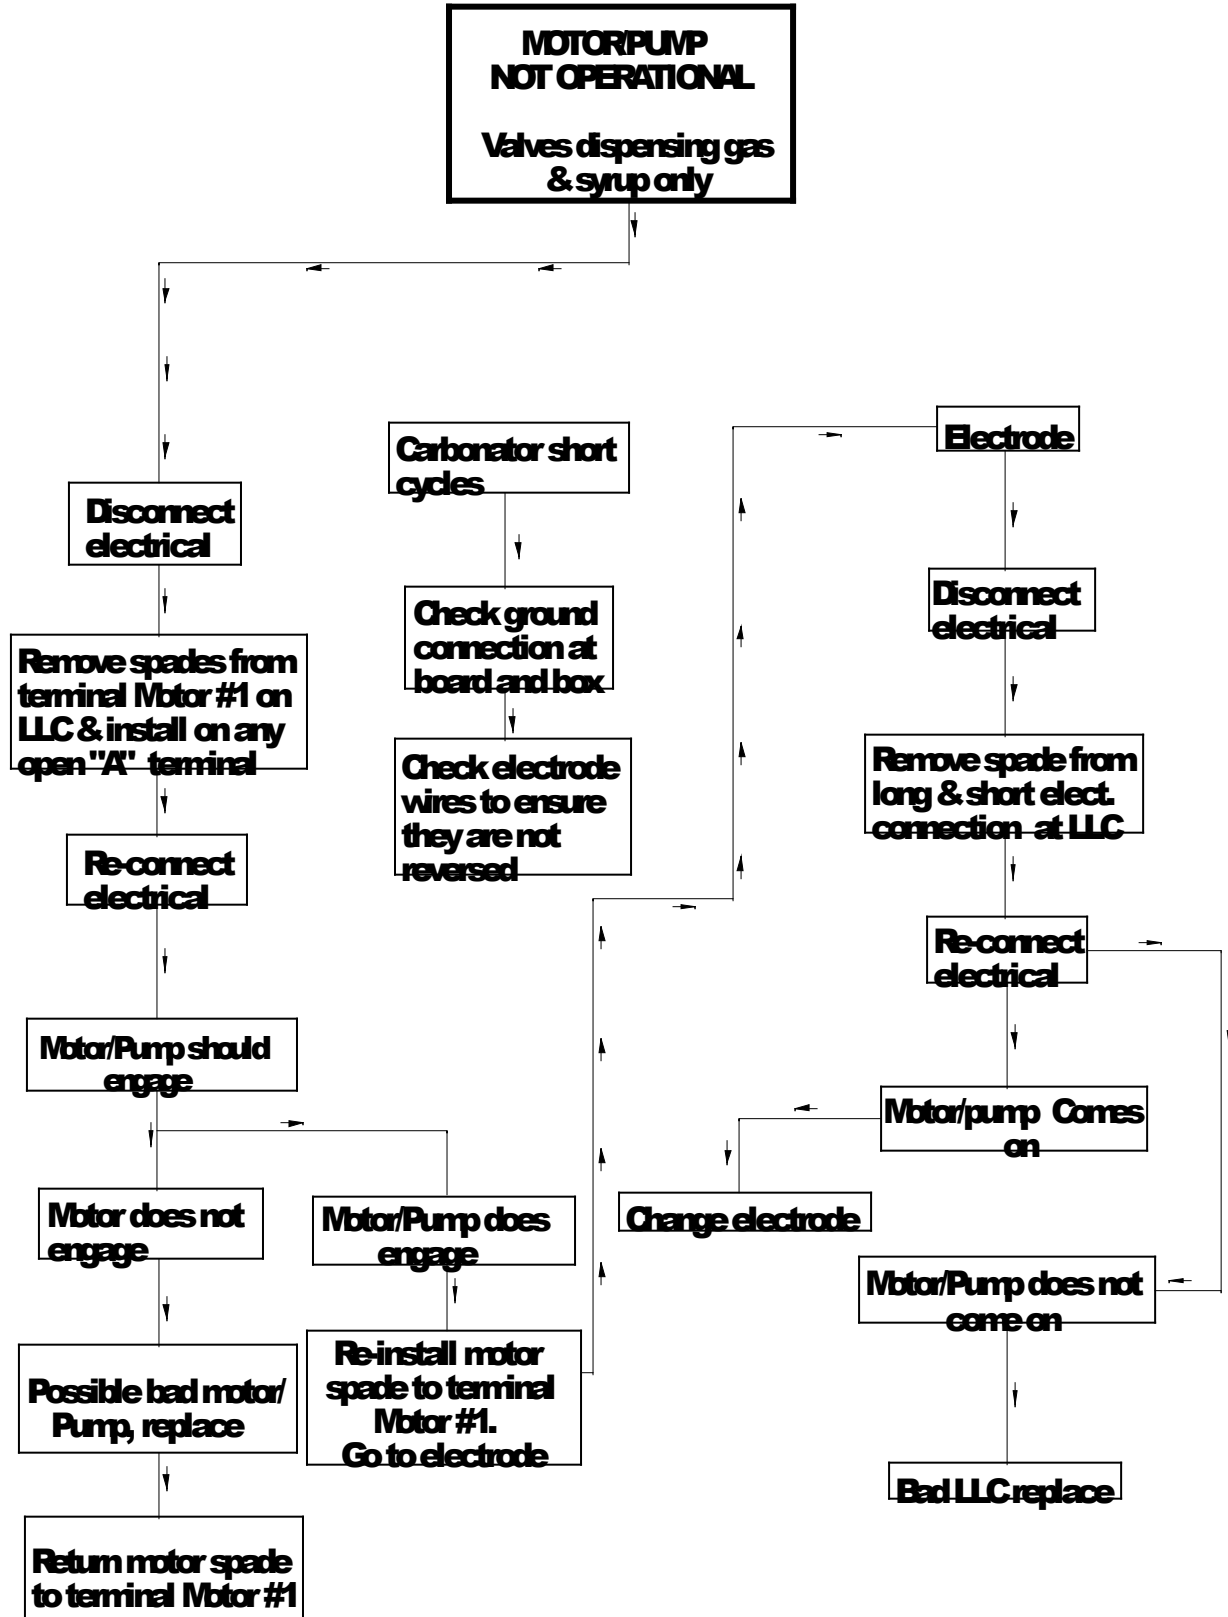 MOTOR/PUMP
NOT OPERATIONAL
Valves dispensing gas
& syrup only
Disconnect
electrical
Remove spades from
terminal Motor #1 on
LLC & install on any
open "A" terminal
Re-connect
electrical
Motor/Pump should
engage
Motor does not
engage
Possible bad motor/
Pump, replace
Return motor spade
to terminal Motor #1
Motor/Pump does
engage
Re-install motor
spade to terminal
Motor #1.
Go to electrode
Carbonator short
cycles
Check ground
connection at
board and box
Check electrode
wires to ensure
they are not
reversed
Electrode
Disconnect
electrical
Remove spade from
long & short elect.
connection at LLC
Re-connect
electrical
Motor/pump Comes
on
Change electrode
Motor/Pump does not
come on
Bad LLC replace